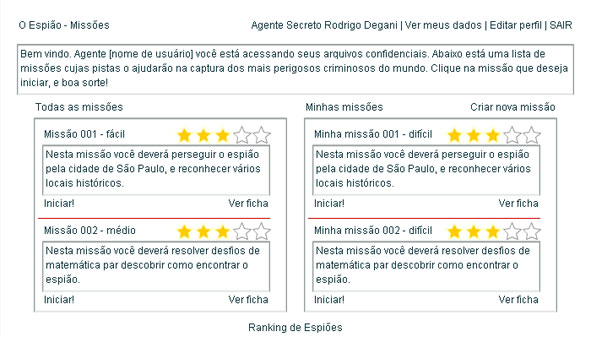 O Espião - Missões
Agente Secreto Rodrigo Degani | Ver meus dados | Editar perfil | SAIR
Bem vindo. Agente [nome de usuário] você está acessando seus arquivos confidenciais. Abaixo está uma lista de
missões cujas pistas o ajudarão na captura dos mais perigosos criminosos do mundo. Clique na missão que deseja
iniciar, e boa sorte!
Todas as missões
Missão 001 - fácil
Nesta missão você deverá perseguir o espião
pela cidade de São Paulo, e reconhecer vários
locais históricos.
Iniciar!
Ver ficha
Missão 002 - médio
Nesta missão você deverá resolver desfios de
matemática par descobrir como encontrar o
espião.
Iniciar!
Ver ficha
Minhas missões
Criar nova missão
Minha missão 001 - difícil
Nesta missão você deverá perseguir o espião
pela cidade de São Paulo, e reconhecer vários
locais históricos.
Iniciar!
Ver ficha
Minha missão 002 - difícil
Nesta missão você deverá resolver desfios de
matemática par descobrir como encontrar o
espião.
Iniciar!
Ver ficha
Ranking de Espiões